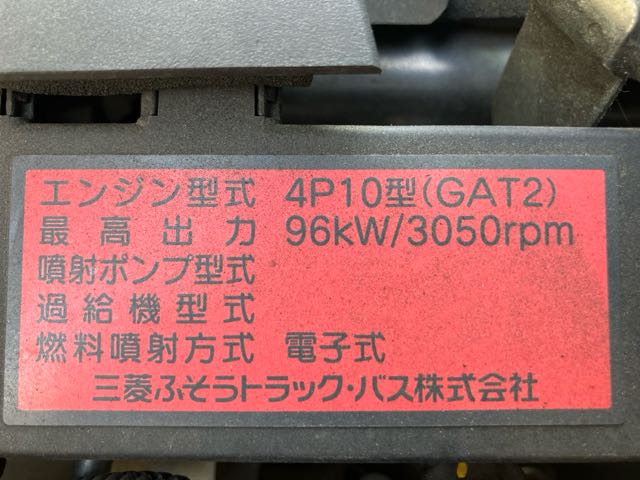 エンジン型式 4P10型(GAT2)
最高出力 96kW/3050rpm
噴射ポンプ型式
過給機型式
燃料噴射方式 電子式
三菱ふそうトラック・バス株式会社